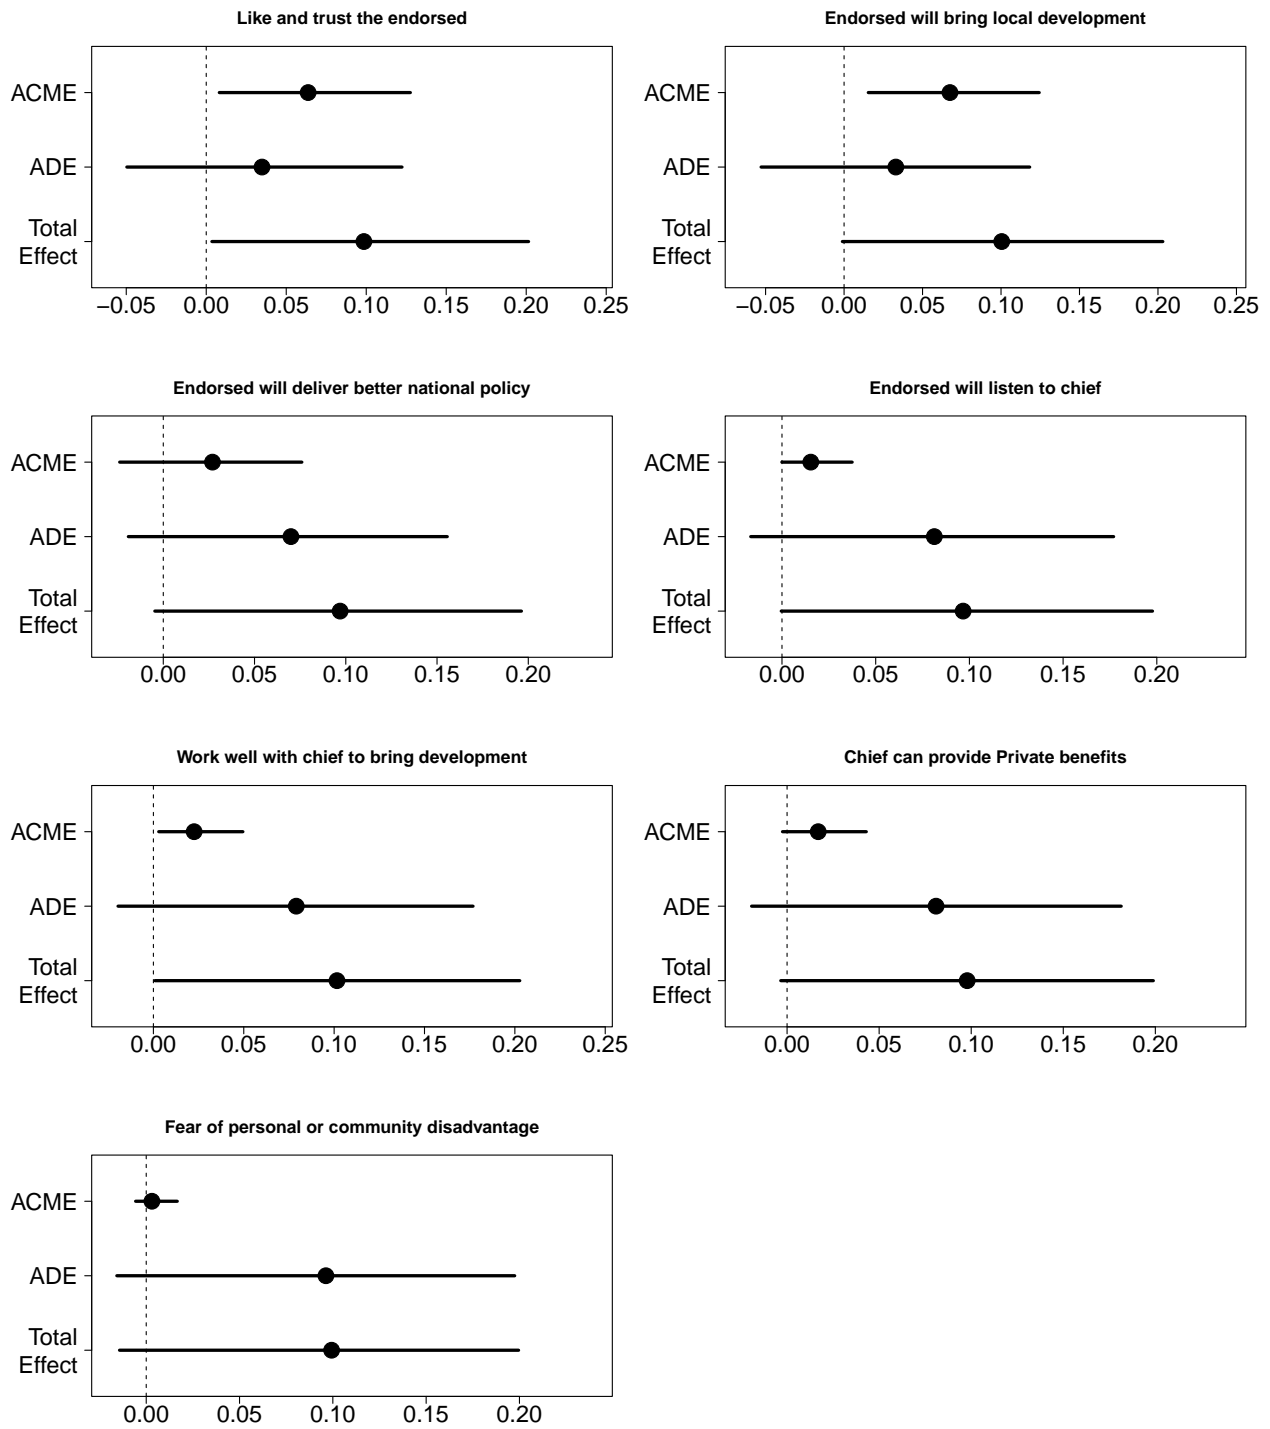 Like and trust the endorsed
ACME
ADE
Total
Effect
−0.05 0.00 0.05 0.10 0.15 0.20 0.25
Endorsed will bring local development
ACME
ADE
Total
Effect
−0.05 0.00 0.05 0.10 0.15 0.20 0.25
Endorsed will deliver better national policy
ACME
ADE
Total
Effect
0.00 0.05 0.10 0.15 0.20
Endorsed will listen to chief
ACME
ADE
Total
Effect
0.00 0.05 0.10 0.15 0.20
Work well with chief to bring development
ACME
ADE
Total
Effect
0.00 0.05 0.10 0.15 0.20 0.25
Chief can provide Private benefits
ACME
ADE
Total
Effect
0.00 0.05 0.10 0.15 0.20
Fear of personal or community disadvantage
ACME
ADE
Total
Effect
0.00 0.05 0.10 0.15 0.20